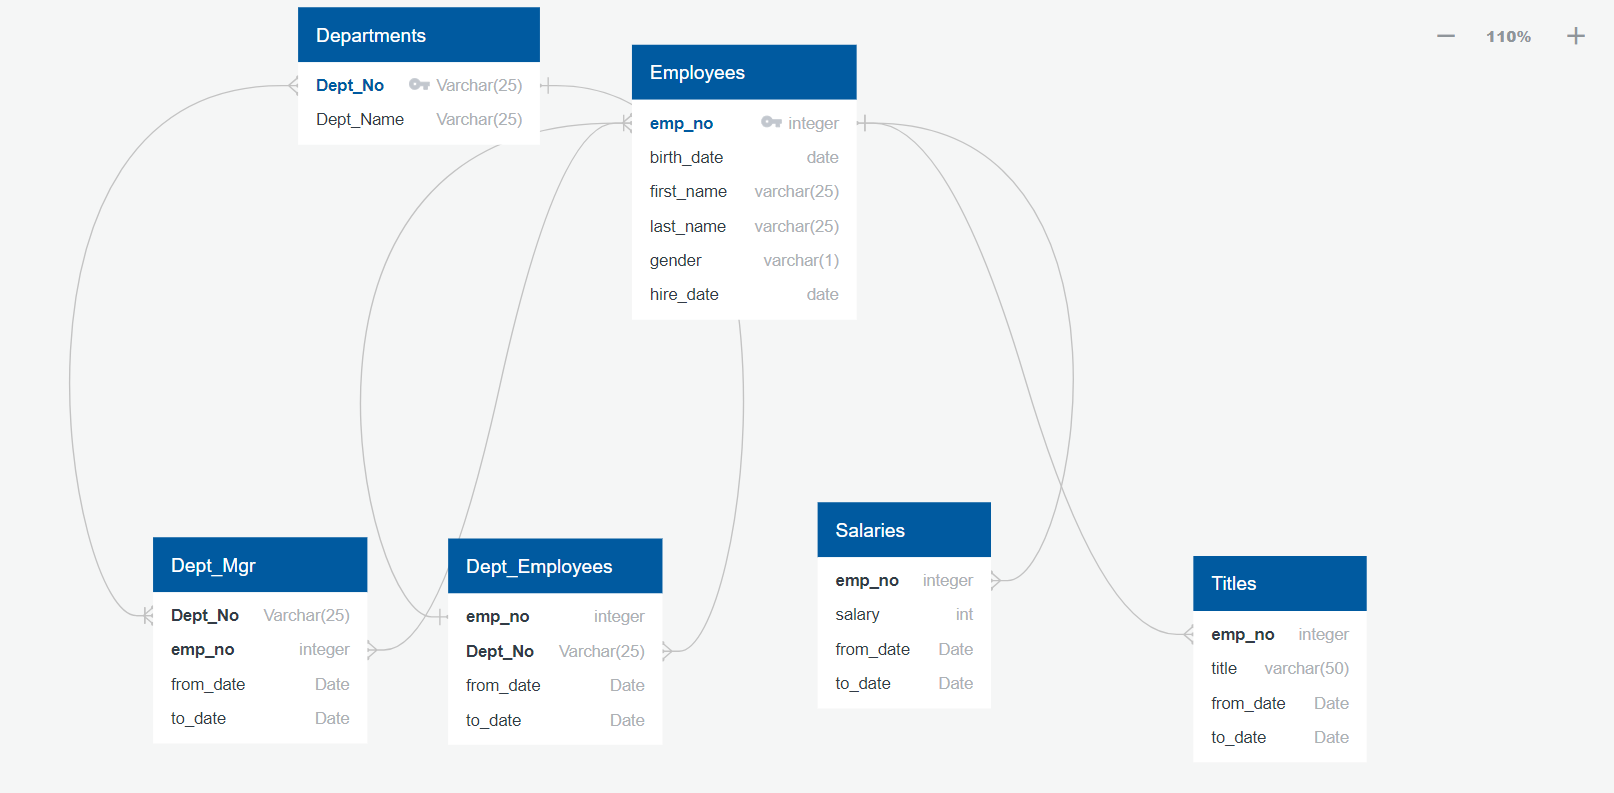 Departments
Dept_No Varchar(25)
Dept_Name Varchar(25)
Employees
emp_no integer
birth_date date
first_name varchar(25)
last_name varchar(25)
gender varchar(1)
hire_date date
110%
Dept_Mgr
Dept_No Varchar(25)
emp_no integer
from_date Date
to_date Date
Dept_Employees
emp_no integer
Dept_No Varchar(25)
from_date Date
to_date Date
Salaries
emp_no integer
salary int
from_date Date
to_date Date
Titles
emp_no integer
title varchar(50)
from_date Date
to_date Date